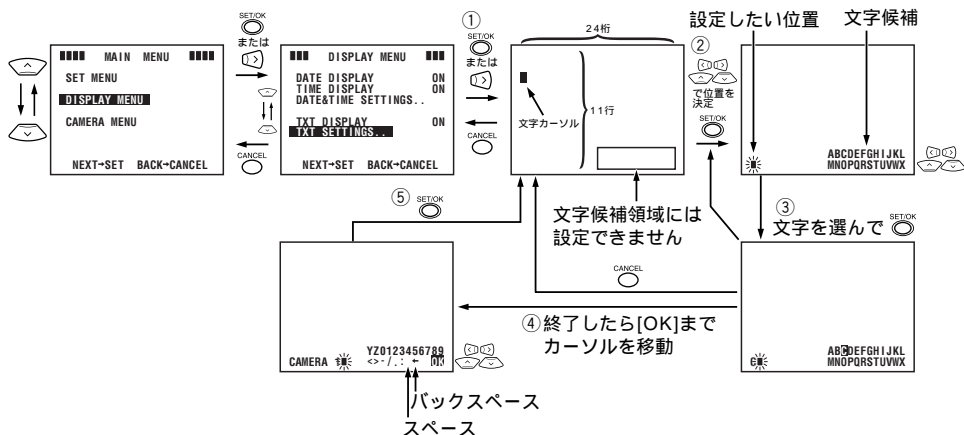 MAIN MENU
SET MENU
DISPLAY MENU
CAMERA MENU
NEXT→SET BACK→CANCEL
SET/OK
または
CANCEL
DISPLAY MENU
DATE DISPLAY ON
TIME DISPLAY ON
DATE&TIME SETTINGS..
TXT DISPLAY ON
TXT SETTINGS..
NEXT→SET BACK→CANCEL
①
SET/OK
または
CANCEL
24桁
文字カーソル
11行
文字候補領域には
設定できません
②
で位置を
決定
SET/OK
設定したい位置
文字候補
ABCDEFGHIJKL
MNOPQRSTUVWX
③
文字を選んで SET/OK
C
ABCDEFGHIJKL
MNOPQRSTUVWX
CANCEL
④終了したら[OK]まで
カーソルを移動
⑤ SET/OK
YZ0123456789
CAMERA 1 <>-/.: ← OK
バックスペース
スペース